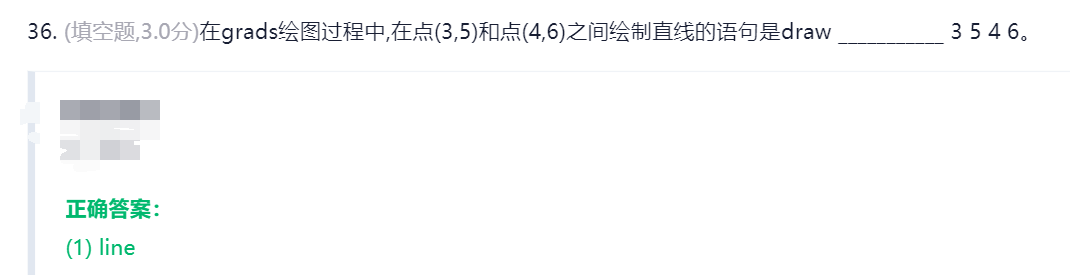 36. (填空题,3.0分)在grads绘图过程中,在点(3,5)和点(4,6)之间绘制直线的语句是draw ___________ 3 5 4 6。
正确答案:
(1) line